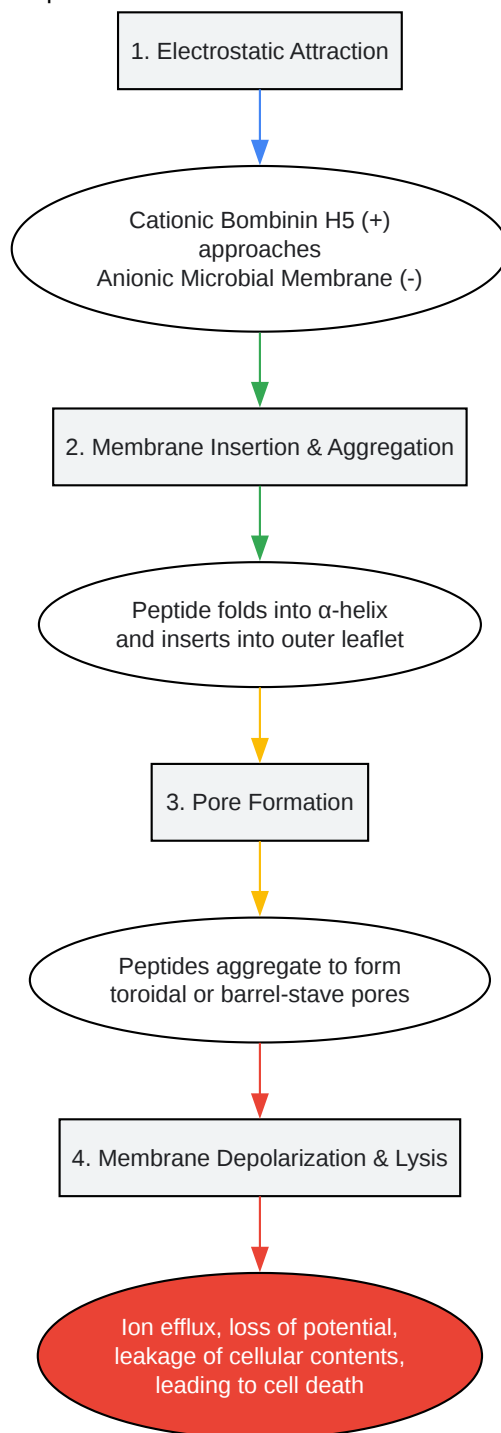 1. Electrostatic Attraction
Cationic Bombinin H5 (+)
approaches
Anionic Microbial Membrane (-)
2. Membrane Insertion & Aggregation
Peptide folds into α-helix
and inserts into outer leaflet
3. Pore Formation
Peptides aggregate to form
toroidal or barrel-stave pores
4. Membrane Depolarization & Lysis
Ion efflux, loss of potential,
leakage of cellular contents,
leading to cell death